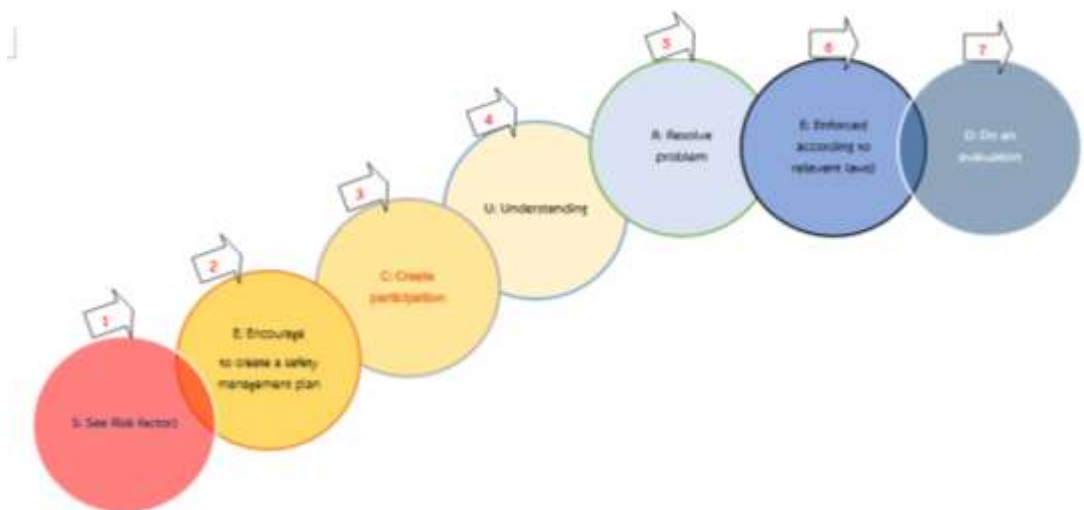 1
S: See Risk factors
2
E: Encourage
to create a safety
management plan
3
C: Create
participation
4
U: Understanding
5
R: Resolve
problem
6
E: Enforced
according to
relevant laws)
7
D: Do an
evaluation